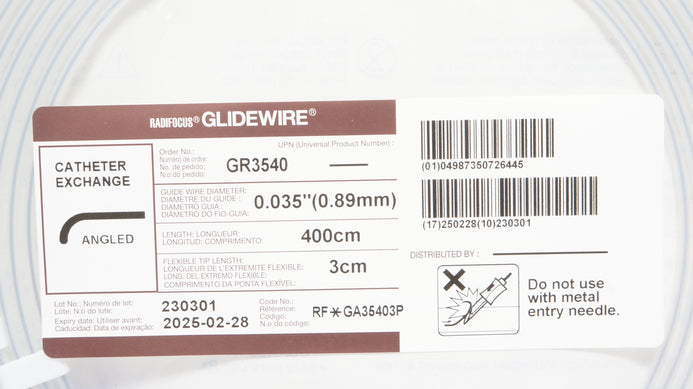 RADIFOCUS® GLIDEWIRE®
CATHETER
EXCHANGE
ANGLED
UPN (Universal Product Number) :
Order No.:
Numéro de ordre:
No. de pedido:
N.o do pedido:
GR3540
GUIDE WIRE DIAMETER:
DIAMETRE DU GUIDE :
DIAMETRO GUIA :
DIÂMETRO DO FIO-GUIA:
0.035"(0.89mm)
LENGTH: LONGUEUR:
LONGITUD: COMPRIMENTO:
400cm
FLEXIBLE TIP LENGTH:
LONGUEUR DE L'EXTREMITE FLEXIBLE:
LONG. DEL EXTREMO FLEXIBLE:
COMPRIMENTO DA PONTA FLEXÍVEL:
3cm
Lot No.: Numéro de lot:
Lote: N.o do lote:
230301
Expiry date: Utiliser avant:
Caducidad: Data de expiração:
2025-02-28
Code No.:
Référence:
Código:
N.o do código:
RF*GA35403P
(01)04987350726445
(17)250228(10)230301
DISTRIBUTED BY :
Do not use
with metal
entry needle.